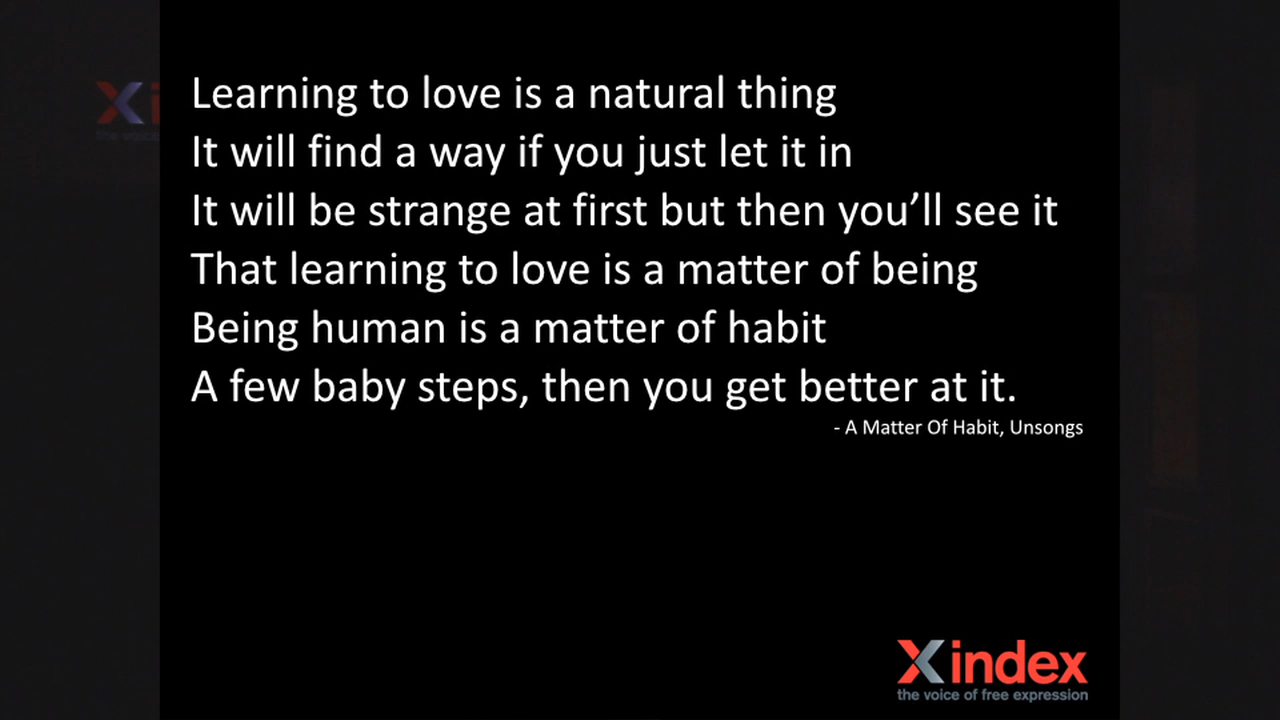 Learning to love is a natural thing
It will find a way if you just let it in
It will be strange at first but then you’ll see it
That learning to love is a matter of being
Being human is a matter of habit
A few baby steps, then you get better at it.
- A Matter Of Habit, Unsongs
X index
the voice of free expression
X i
the voice